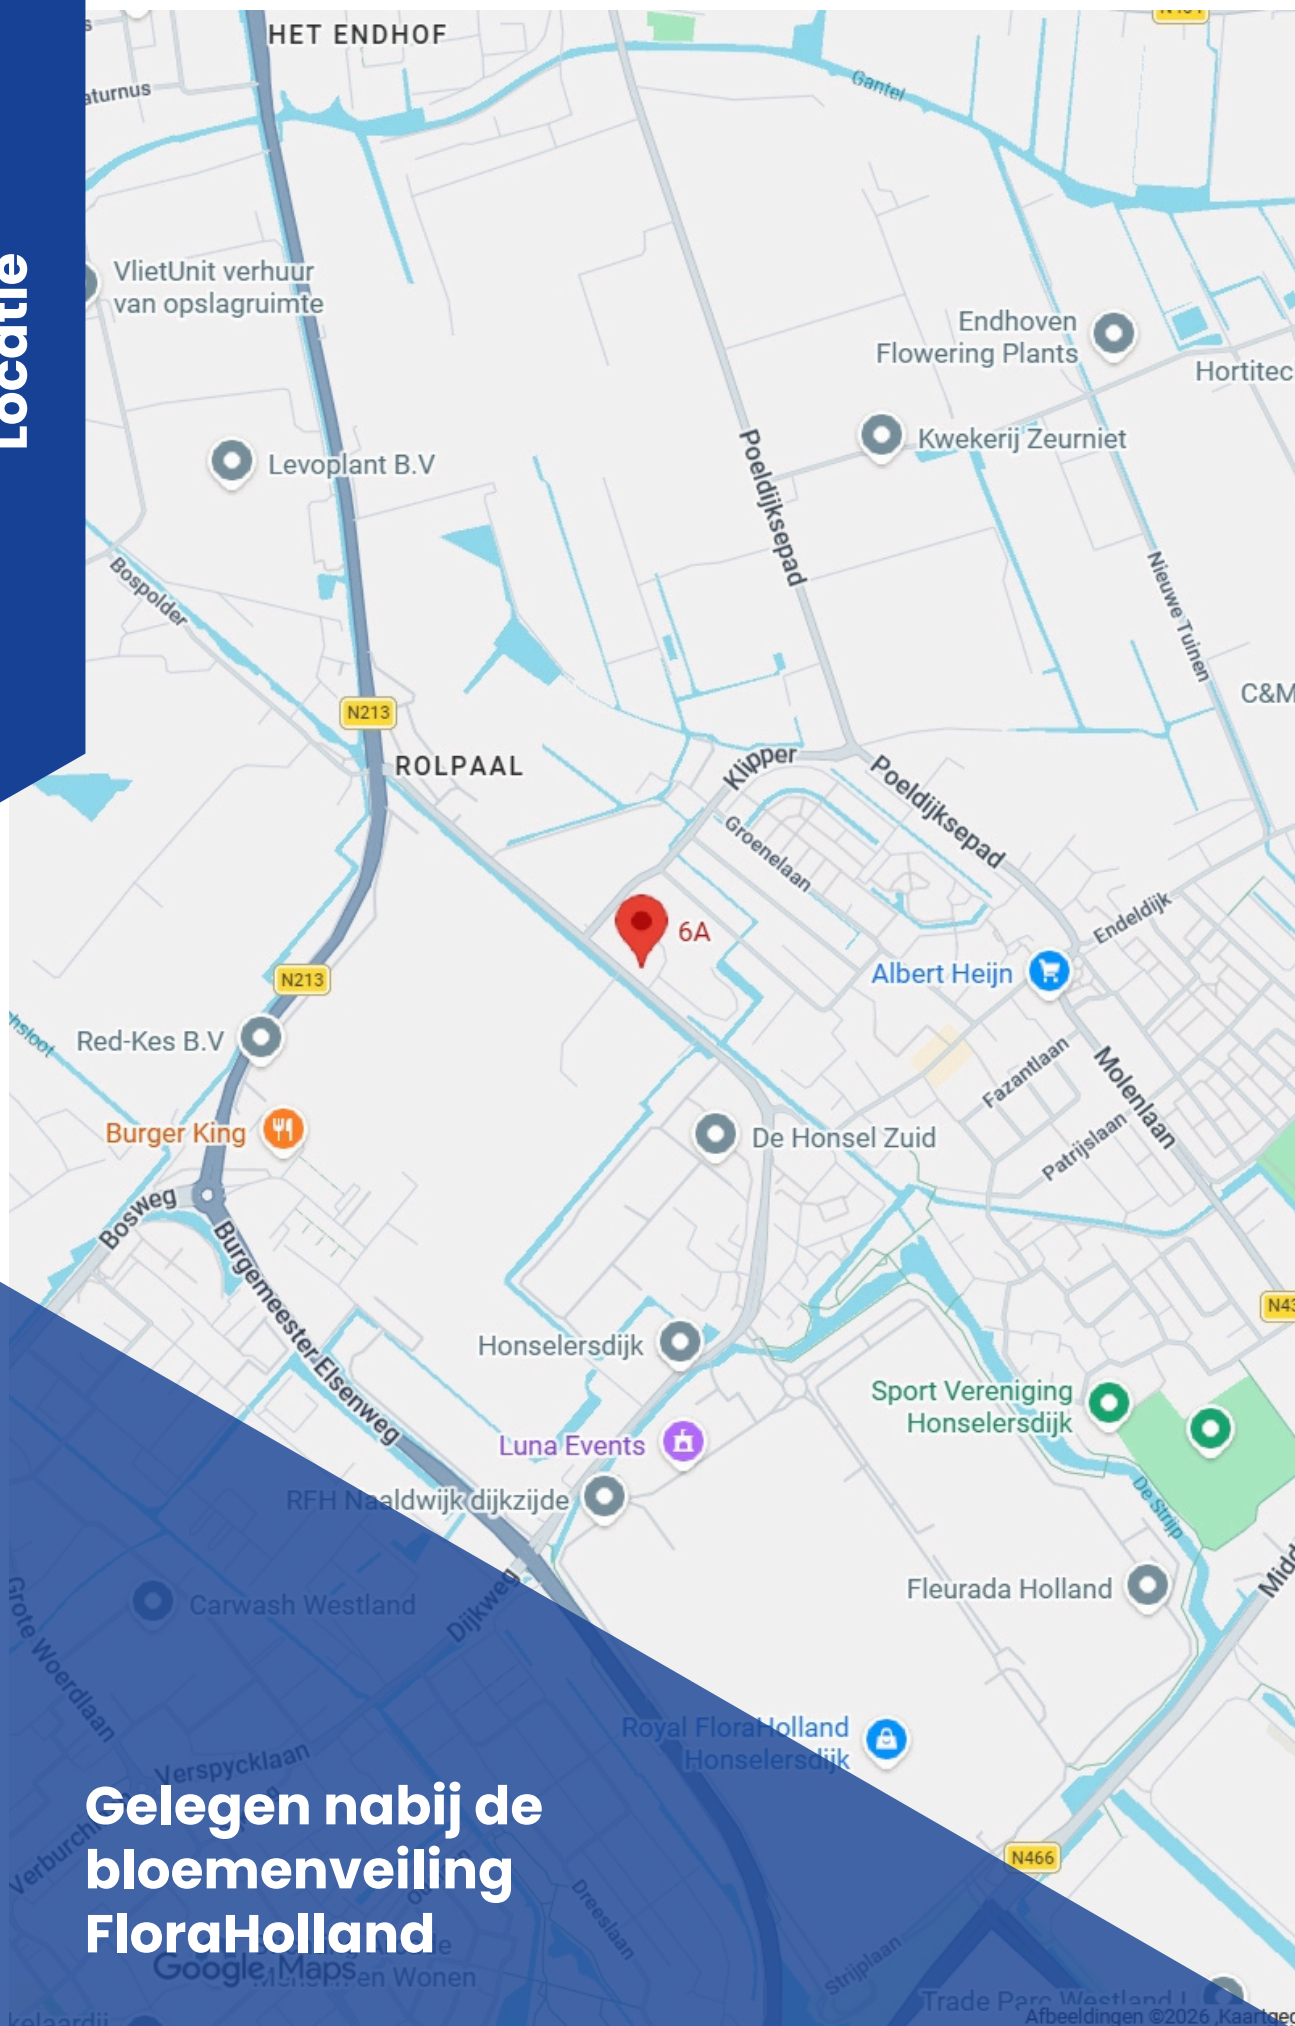 Locatie
HET ENDHOF
Gantel
VlietUnit verhuur
van opslagruimte
Endhoven
Flowering Plants
Kwekerij Zeurniet
Levoplant B.V
Poeldijksepad
Bospolder
Nieuwe Tuinen
N213
ROLPAAL
Klipper
Poeldijksepad
Groenelaan
Endeldijk
6A
Albert Heijn
N213
Red-Kes B.V
Fazantlaan
Molenlaan
Patrijslaan
Burger King
De Honsel Zuid
Bosweg
Burgemeester Elsenweg
Honselersdijk
Sport Vereniging
Honselersdijk
Luna Events
RFH Naaldwijk dijkzijde
De Strijp
Fleurada Holland
Carwash Westland
Dijkweg
Grote Woerdlaan
Royal FloraHolland
Honselersdijk
Verspycklaan
N466
Gelegen nabij de
bloemenveiling
FloraHolland
Dreeslaan
Strijplaan
Google Maps
en Wonen
Trade Parc Westland
Afbeeldingen ©2026